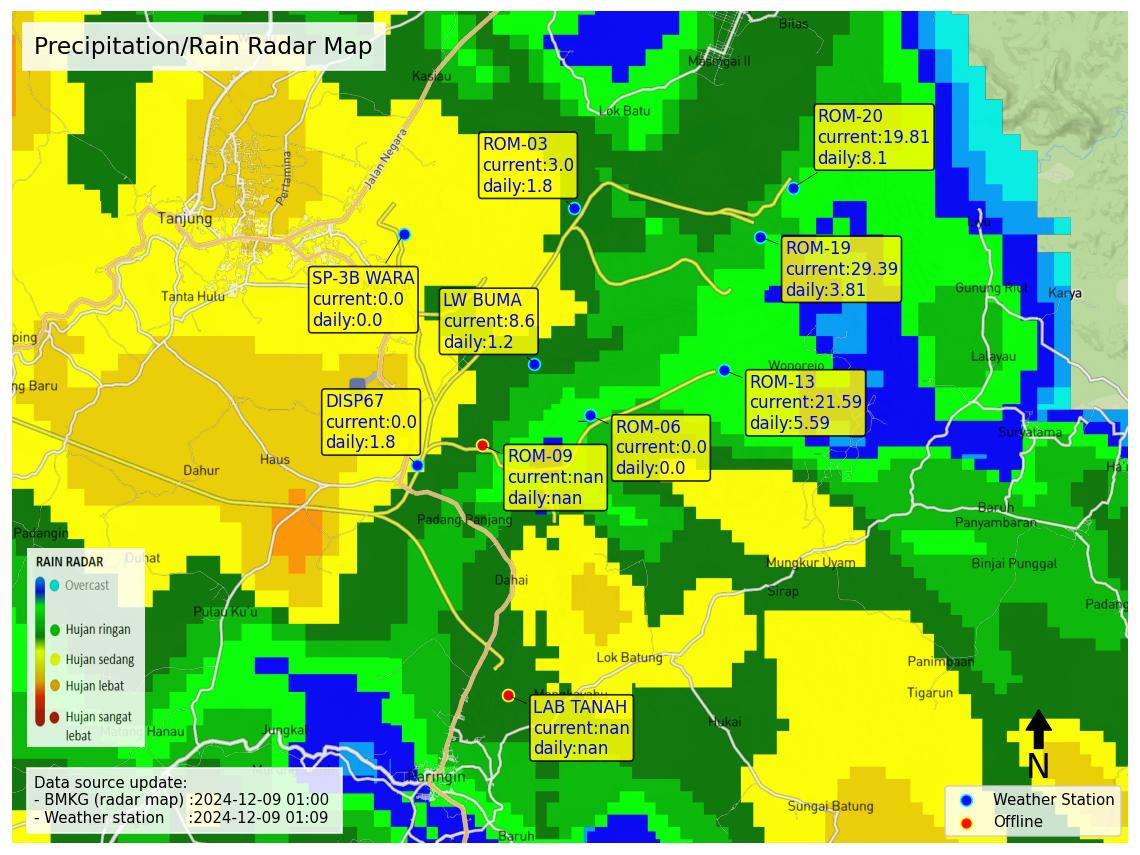 Precipitation/Rain Radar Map
Bitas
Masingai II
Kasiau
Lok Batu
Jalan Negara
Pertamina
Tanjung
Tanta Hulu
ROM-20
current:19.81
daily:8.1
ROM-03
current:3.0
daily:1.8
ROM-19
current:29.39
daily:3.81
SP-3B WARA
current:0.0
daily:0.0
LW BUMA
current:8.6
daily:1.2
Gunung Riut
Karya
ping
Lalayau
Wonorejo
ng Baru
ROM-13
current:21.59
daily:5.59
DISP67
current:0.0
daily:1.8
ROM-06
current:0.0
daily:0.0
Suryatama
ROM-09
current:nan
daily:nan
Haus
Dahur
Baruh
Panyambaran
Padang Panjang
Padangin
Mungkur Uyam
Binjai Punggal
Dahai
Sirap
Padang
Pulau Ku'u
RAIN RADAR
Overcast
Hujan ringan
Hujan sedang
Hujan lebat
Hujan sangat
lebat
Lok Batung
Panimbaan
Tigarun
LAB TANAH
current:nan
daily:nan
Hukai
Matang Hanau
Jungkal
Paringin
Sungai Batung
Baruh
N
Data source update:
- BMKG (radar map) :2024-12-09 01:00
- Weather station :2024-12-09 01:09
Weather Station
Offline